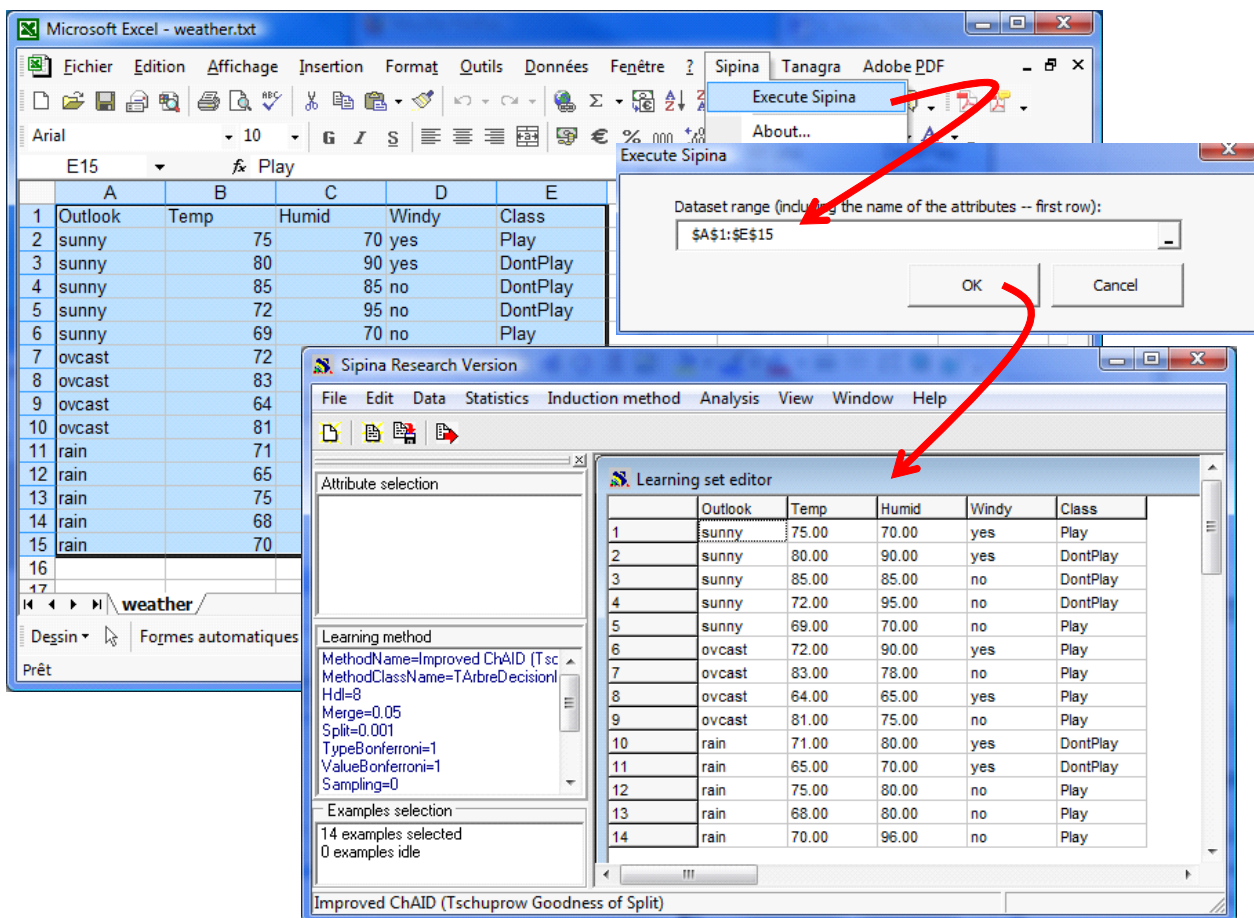 Microsoft Excel - weather.txt
Fichier Edition Affichage Insertion Format Outils Données Fenêtre ? Sipina Tanagra Adobe PDF
Execute Sipina
About...
Arial 10 G I S € % 000
E15 fx Play
A B C D E
1 Outlook Temp Humid Windy Class
2 sunny 75 70 yes Play
3 sunny 80 90 yes DontPlay
4 sunny 85 85 no DontPlay
5 sunny 72 95 no DontPlay
6 sunny 69 70 no Play
7 ovcast 72
8 ovcast 83
9 ovcast 64
10 ovcast 81
11 rain 71
12 rain 65
13 rain 75
14 rain 68
15 rain 70
16
17
weather
Dessin Formes automatiques
Prêt
Execute Sipina
Dataset range (including the name of the attributes -- first row):
$A$1:$E$15
OK Cancel
Sipina Research Version
File Edit Data Statistics Induction method Analysis View Window Help
Attribute selection
Learning method
MethodName=Improved ChAID (Tsc
MethodClassName=TArbreDecisionI
Hdl=8
Merge=0.05
Split=0.001
TypeBonferroni=1
ValueBonferroni=1
Sampling=0
Examples selection
14 examples selected
0 examples idle
Learning set editor
Outlook Temp Humid Windy Class
1 sunny 75.00 70.00 yes Play
2 sunny 80.00 90.00 yes DontPlay
3 sunny 85.00 85.00 no DontPlay
4 sunny 72.00 95.00 no DontPlay
5 sunny 69.00 70.00 no Play
6 ovcast 72.00 90.00 yes Play
7 ovcast 83.00 78.00 no Play
8 ovcast 64.00 65.00 yes Play
9 ovcast 81.00 75.00 no Play
10 rain 71.00 80.00 yes DontPlay
11 rain 65.00 70.00 yes DontPlay
12 rain 75.00 80.00 no Play
13 rain 68.00 80.00 no Play
14 rain 70.00 96.00 no Play
Improved ChAID (Tschuprow Goodness of Split)